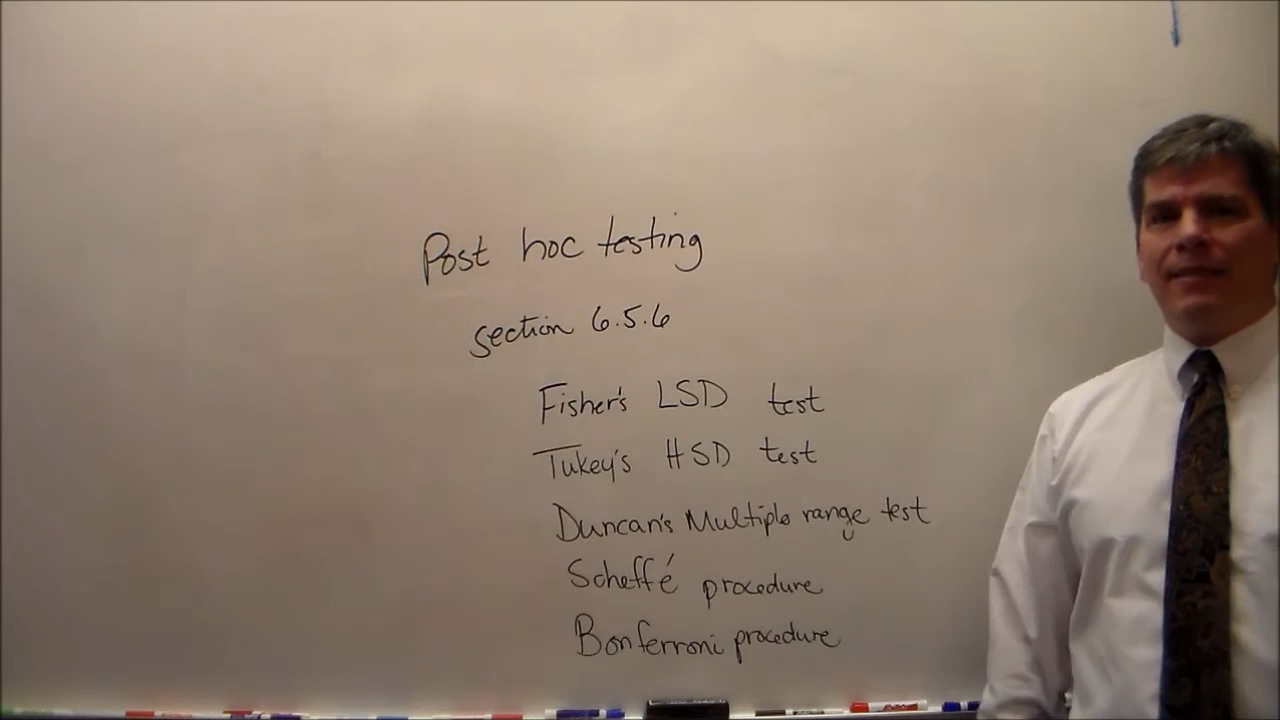 Post hoc testing
section 6.5.6
Fisher's LSD test
Tukey's HSD test
Duncan's Multiple range test
Scheffé procedure
Bonferroni procedure